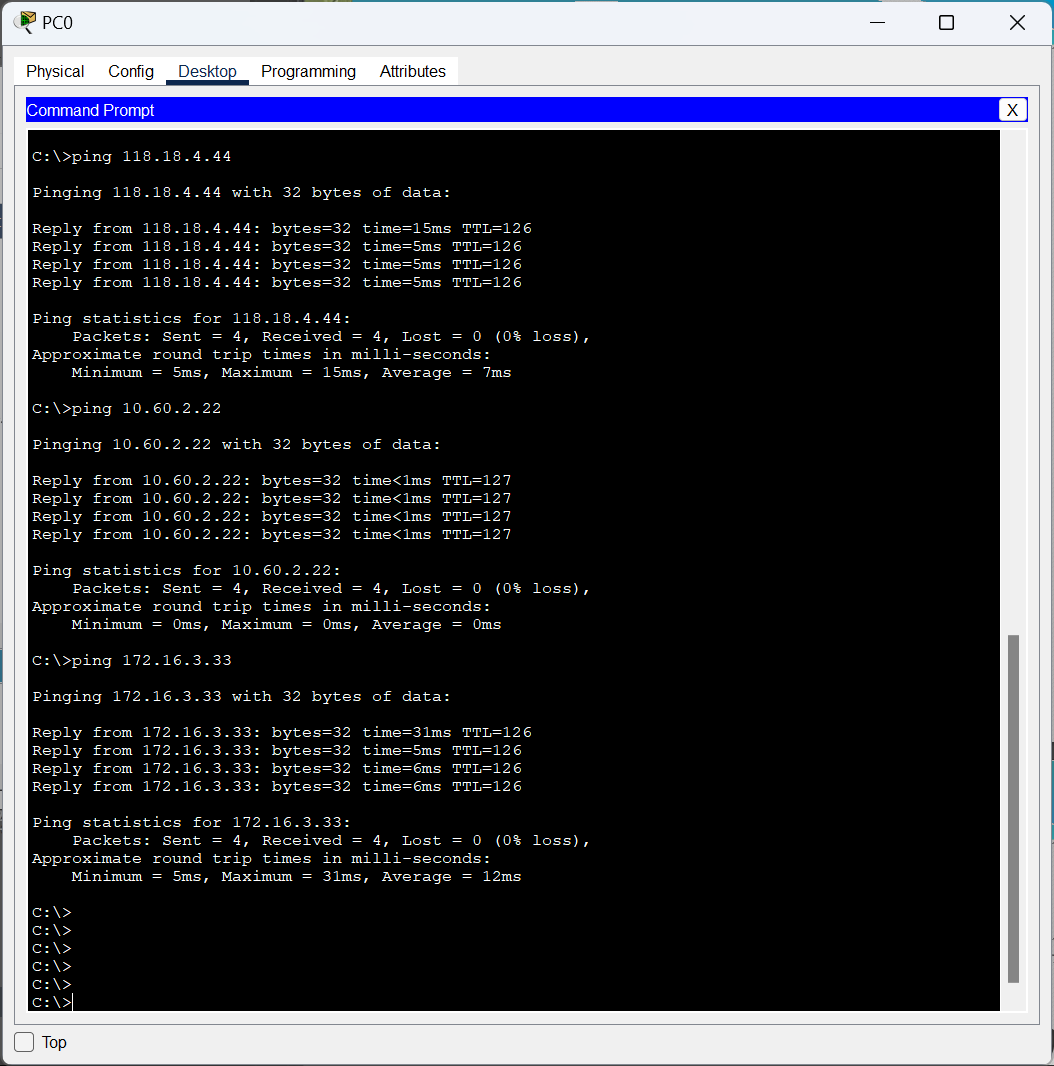 PC0
Physical Config Desktop Programming Attributes
Command Prompt
X
C:\>ping 118.18.4.44
Pinging 118.18.4.44 with 32 bytes of data:
Reply from 118.18.4.44: bytes=32 time=15ms TTL=126
Reply from 118.18.4.44: bytes=32 time=5ms TTL=126
Reply from 118.18.4.44: bytes=32 time=5ms TTL=126
Reply from 118.18.4.44: bytes=32 time=5ms TTL=126
Ping statistics for 118.18.4.44:
    Packets: Sent = 4, Received = 4, Lost = 0 (0% loss),
Approximate round trip times in milli-seconds:
    Minimum = 5ms, Maximum = 15ms, Average = 7ms
C:\>ping 10.60.2.22
Pinging 10.60.2.22 with 32 bytes of data:
Reply from 10.60.2.22: bytes=32 time<1ms TTL=127
Reply from 10.60.2.22: bytes=32 time<1ms TTL=127
Reply from 10.60.2.22: bytes=32 time<1ms TTL=127
Reply from 10.60.2.22: bytes=32 time<1ms TTL=127
Ping statistics for 10.60.2.22:
    Packets: Sent = 4, Received = 4, Lost = 0 (0% loss),
Approximate round trip times in milli-seconds:
    Minimum = 0ms, Maximum = 0ms, Average = 0ms
C:\>ping 172.16.3.33
Pinging 172.16.3.33 with 32 bytes of data:
Reply from 172.16.3.33: bytes=32 time=31ms TTL=126
Reply from 172.16.3.33: bytes=32 time=5ms TTL=126
Reply from 172.16.3.33: bytes=32 time=6ms TTL=126
Reply from 172.16.3.33: bytes=32 time=6ms TTL=126
Ping statistics for 172.16.3.33:
    Packets: Sent = 4, Received = 4, Lost = 0 (0% loss),
Approximate round trip times in milli-seconds:
    Minimum = 5ms, Maximum = 31ms, Average = 12ms
C:\>
C:\>
C:\>
C:\>
C:\>
C:\>
Top